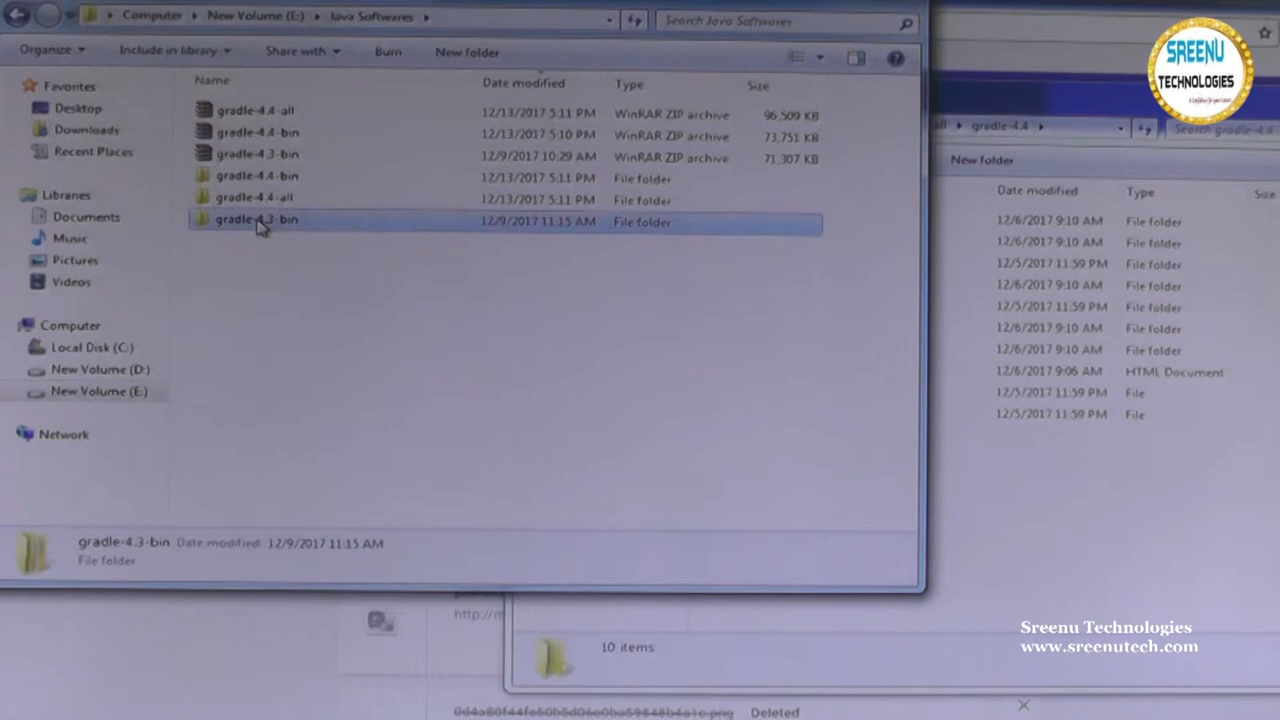 Computer ▸ New Volume (E:) ▸ Java Softwares ▸
Search Java Softwares
SREENU
TECHNOLOGIES
Organize Include in library Share with Burn New folder
Name Date modified Type Size
gradle-4.4-all 12/13/2017 5:11 PM WinRAR ZIP archive 96,509 KB
gradle-4.4-bin 12/13/2017 5:10 PM WinRAR ZIP archive 73,751 KB
gradle-4.3-bin 12/9/2017 10:29 AM WinRAR ZIP archive 71,307 KB
gradle-4.4-bin 12/13/2017 5:11 PM File folder
gradle-4.4-all 12/13/2017 5:11 PM File folder
gradle-4.3-bin 12/9/2017 11:15 AM File folder
Favorites
Desktop
Downloads
Recent Places
Libraries
Documents
Music
Pictures
Videos
Computer
Local Disk (C:)
New Volume (D:)
New Volume (E:)
Network
gradle-4.3-bin Date modified: 12/9/2017 11:15 AM
File folder
all ▸ gradle-4.4 ▸
Search gradle-4.4
New folder
Date modified Type Size
12/6/2017 9:10 AM File folder
12/6/2017 9:10 AM File folder
12/5/2017 11:59 PM File folder
12/6/2017 9:10 AM File folder
12/5/2017 11:59 PM File folder
12/6/2017 9:10 AM File folder
12/6/2017 9:10 AM File folder
12/6/2017 9:06 AM HTML Document
12/5/2017 11:59 PM File
12/5/2017 11:59 PM File
10 items
http://m
Deleted
Sreenu Technologies
www.sreenutech.com